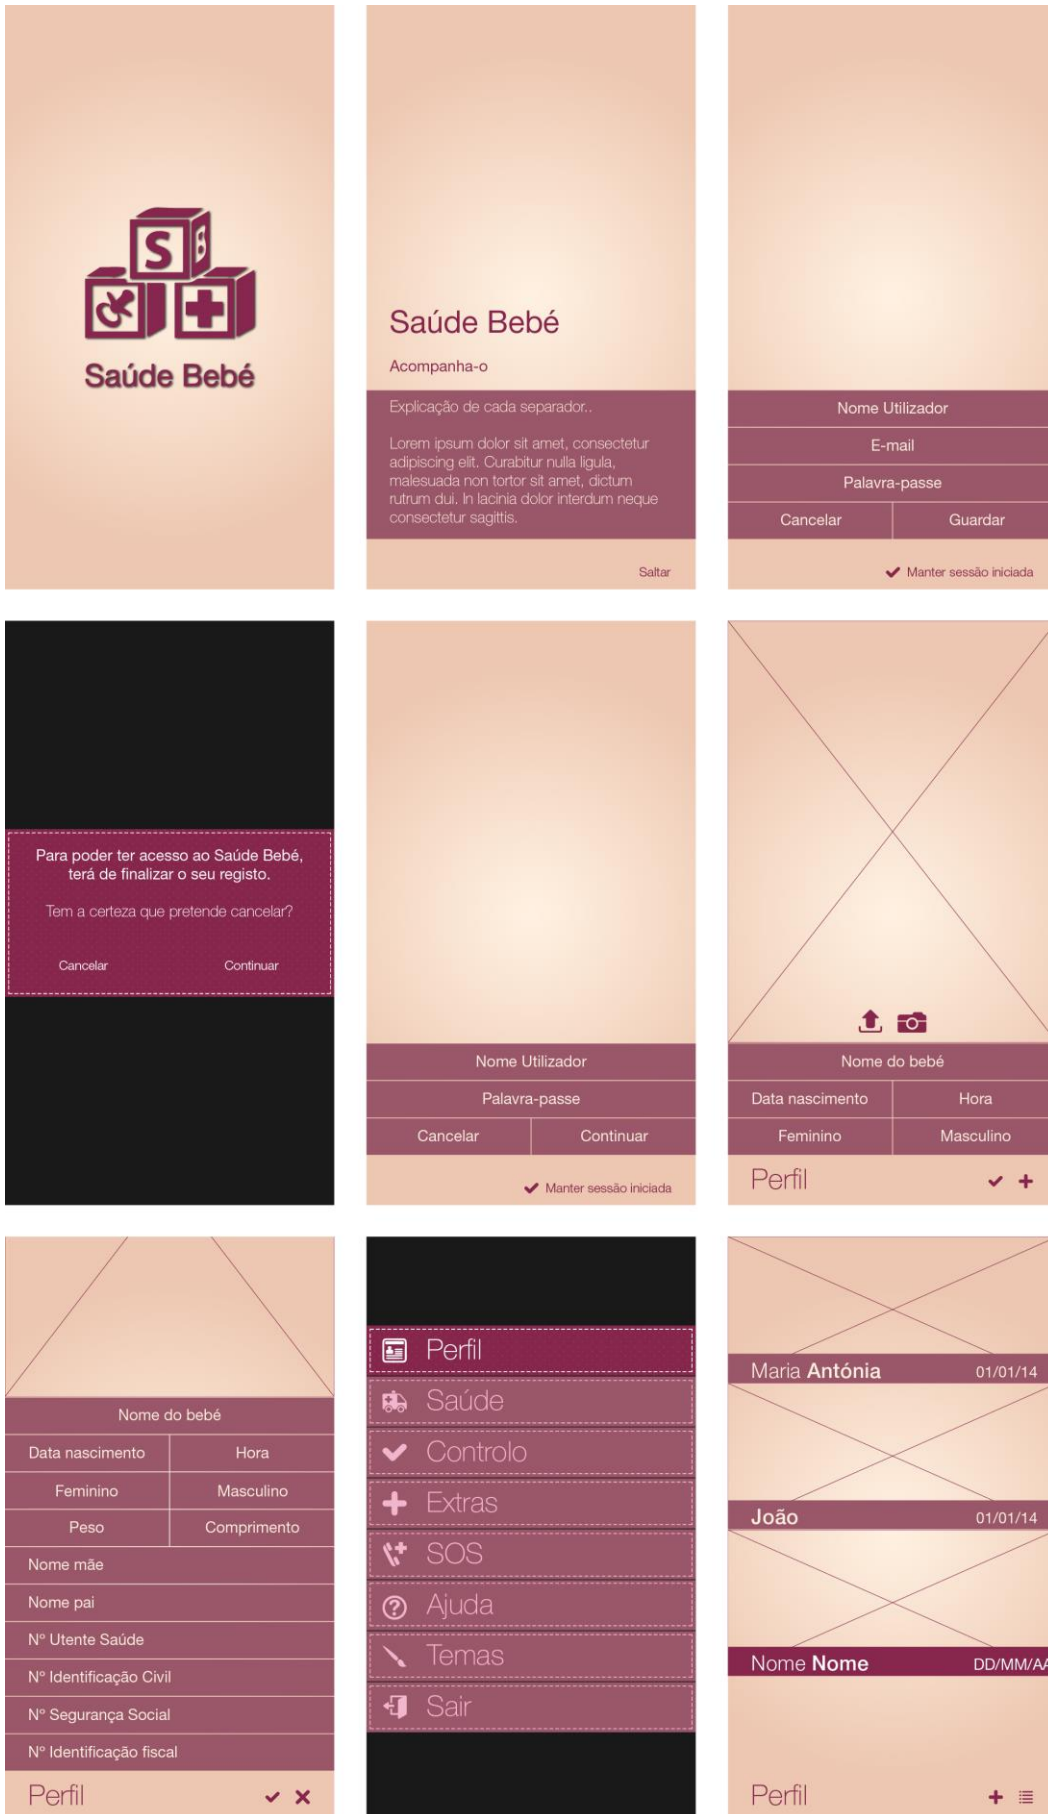 S
B
Saúde Bebé
Saúde Bebé
Acompanha-o
Explicação de cada separador..
Lorem ipsum dolor sit amet, consectetur
adipiscing elit. Curabitur nulla ligula,
malesuada non tortor sit amet, dictum
rutrum dui. In lacinia dolor interdum neque
consectetur sagittis.
Saltar
Nome Utilizador
E-mail
Palavra-passe
Cancelar Guardar
Manter sessão iniciada
Para poder ter acesso ao Saúde Bebé,
terá de finalizar o seu registo.
Tem a certeza que pretende cancelar?
Cancelar Continuar
Nome Utilizador
Palavra-passe
Cancelar Continuar
Manter sessão iniciada
Nome do bebé
Data nascimento Hora
Feminino Masculino
Perfil
Nome do bebé
Data nascimento Hora
Feminino Masculino
Peso Comprimento
Nome mãe
Nome pai
Nº Utente Saúde
Nº Identificação Civil
Nº Segurança Social
Nº Identificação fiscal
Perfil
Perfil
Saúde
Controlo
Extras
SOS
Ajuda
Temas
Sair
Maria Antónia 01/01/14
João 01/01/14
Nome Nome DD/MM/AA
Perfil